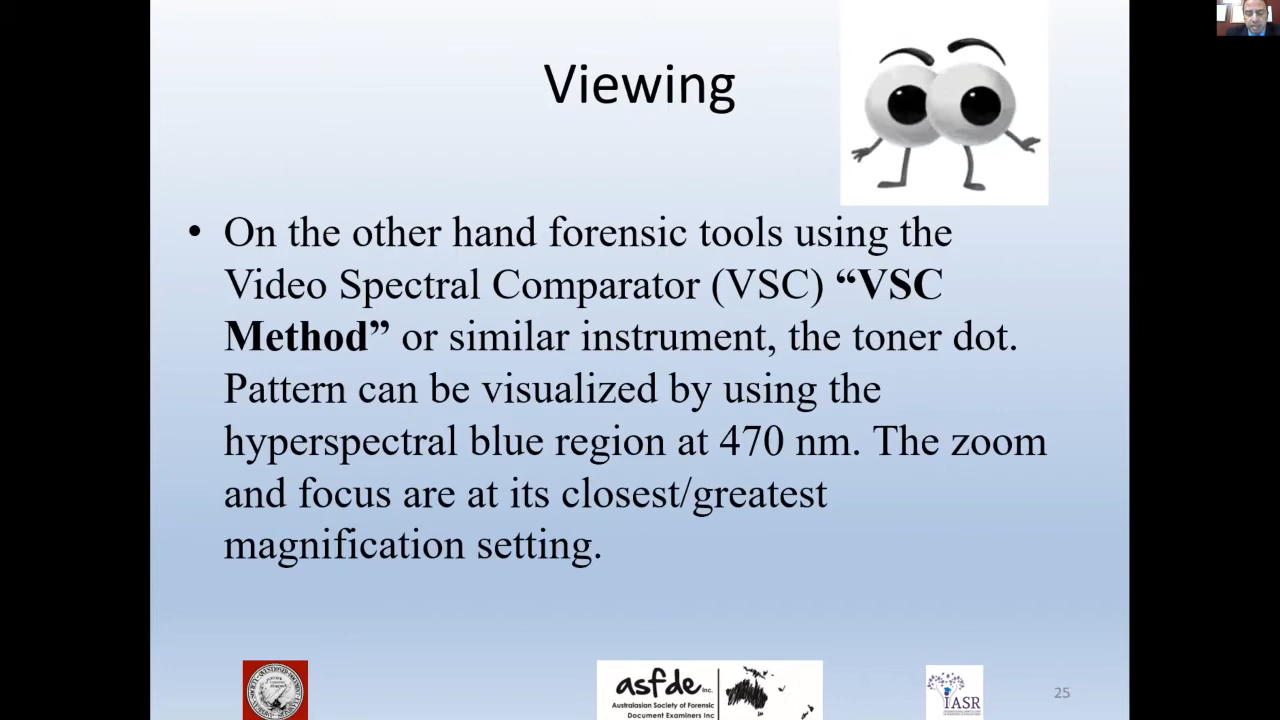 Viewing
• On the other hand forensic tools using the
Video Spectral Comparator (VSC) “VSC
Method” or similar instrument, the toner dot.
Pattern can be visualized by using the
hyperspectral blue region at 470 nm. The zoom
and focus are at its closest/greatest
magnification setting.
asfde Inc.
Australasian Society of Forensic
Document Examiners Inc
IASR
25